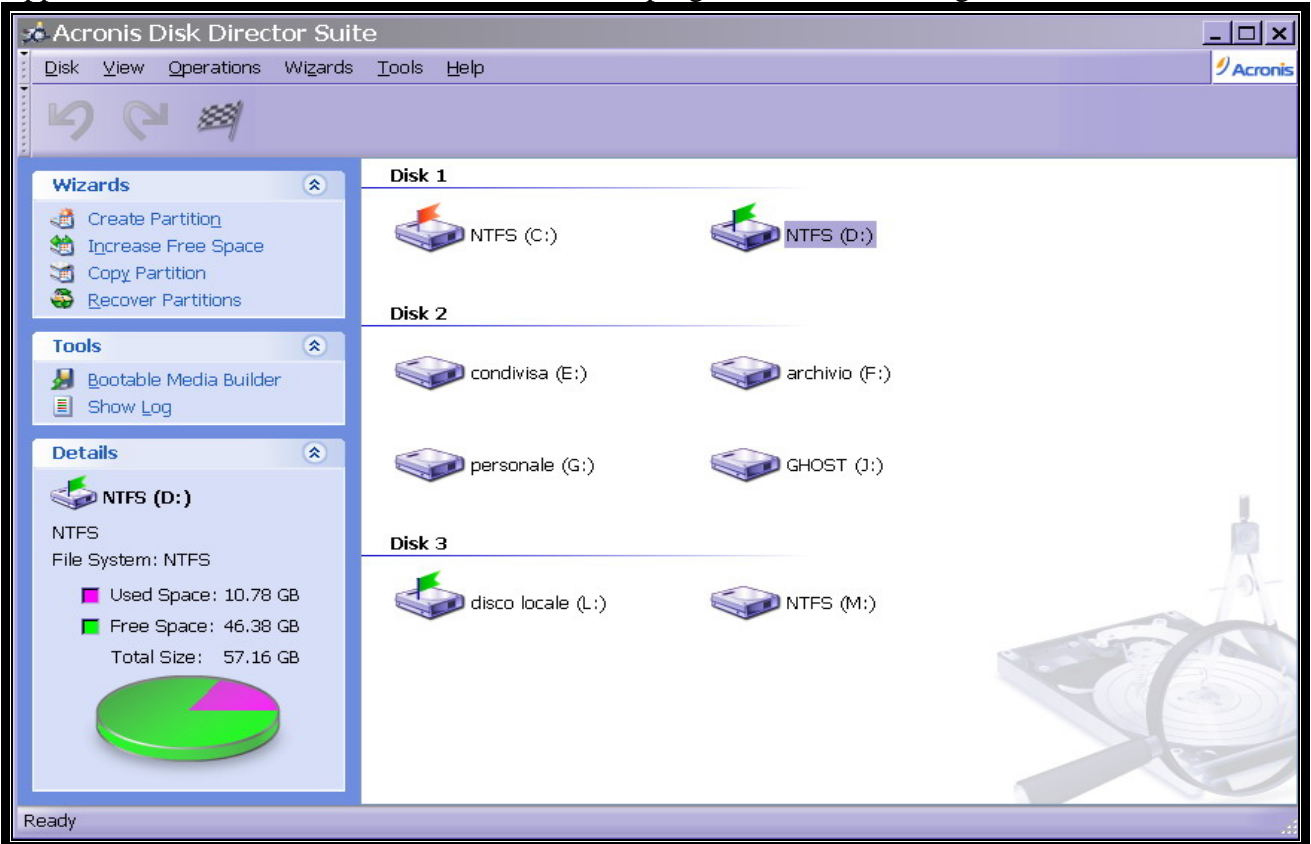 Acronis Disk Director Suite
Disk View Operations Wizards Tools Help
Acronis
Wizards
Create Partition
Increase Free Space
Copy Partition
Recover Partitions
Tools
Bootable Media Builder
Show Log
Details
NTFS (D:)
NTFS
File System: NTFS
Used Space: 10.78 GB
Free Space: 46.38 GB
Total Size: 57.16 GB
Disk 1
NTFS (C:)
NTFS (D:)
Disk 2
condivisa (E:)
archivio (F:)
personale (G:)
GHOST (J:)
Disk 3
disco locale (L:)
NTFS (M:)
Ready